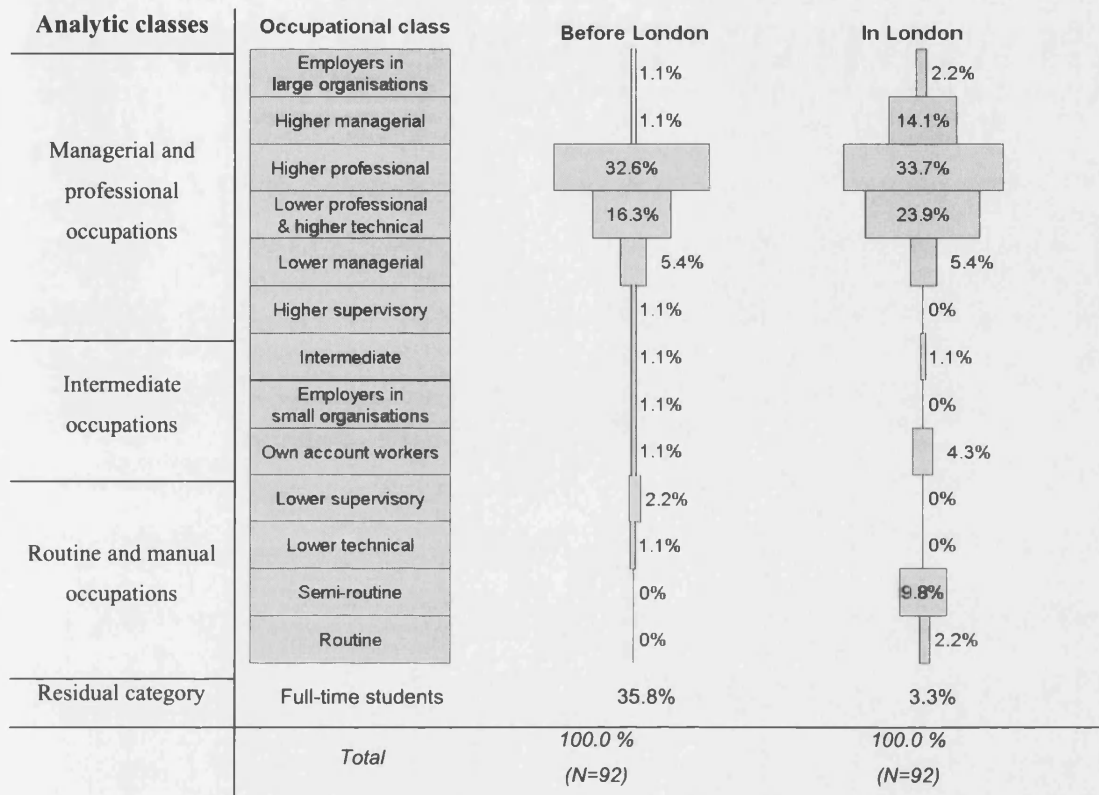 Analytic classes Occupational class Before London In London
Employers in
large organisations 1.1% 2.2%
Higher managerial 1.1% 14.1%
Managerial and
professional
occupations
Higher professional 32.6% 33.7%
Lower professional
& higher technical 16.3% 23.9%
Lower managerial 5.4% 5.4%
Higher supervisory 1.1% 0%
Intermediate
occupations
Intermediate 1.1% 1.1%
Employers in
small organisations 1.1% 0%
Own account workers 1.1% 4.3%
Routine and manual
occupations
Lower supervisory 2.2% 0%
Lower technical 1.1% 0%
Semi-routine 0% 9.8%
Routine 0% 2.2%
Residual category Full-time students 35.8% 3.3%
Total 100.0 % 100.0 %
(N=92) (N=92)